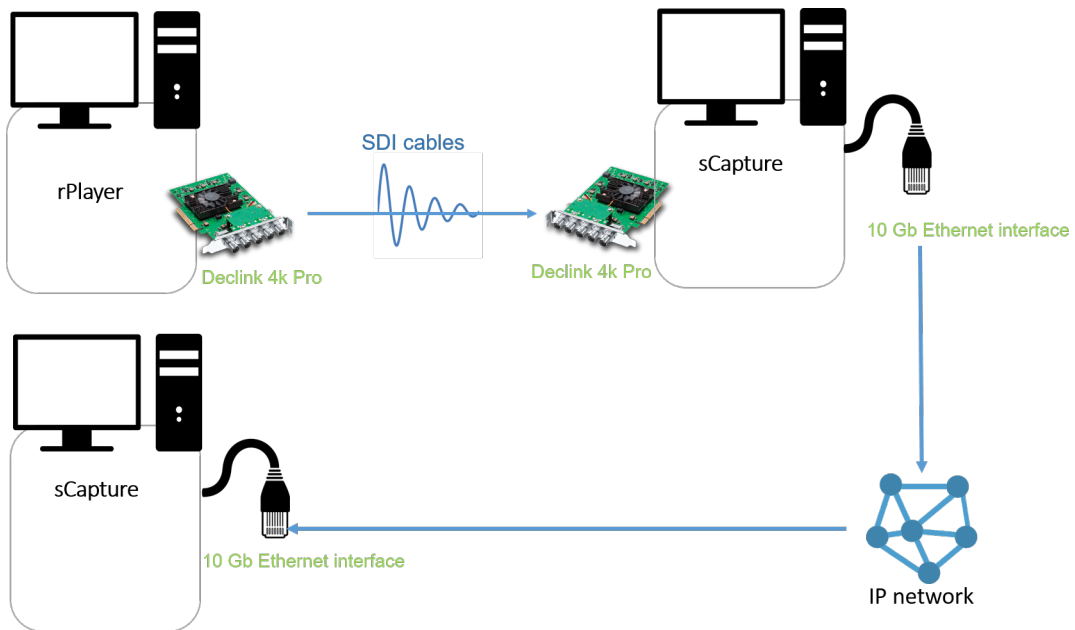 SDI cables
rPlayer
sCapture
Declink 4k Pro
Declink 4k Pro
10 Gb Ethernet interface
sCapture
10 Gb Ethernet interface
IP network